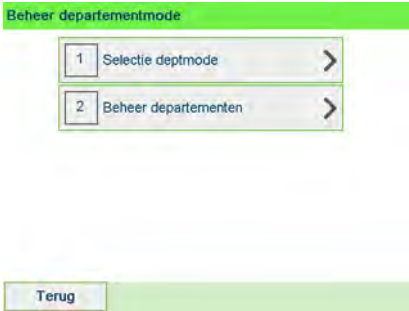 Beheer departementmode
1 Selectie deptmode
2 Beheer departementen
Terug